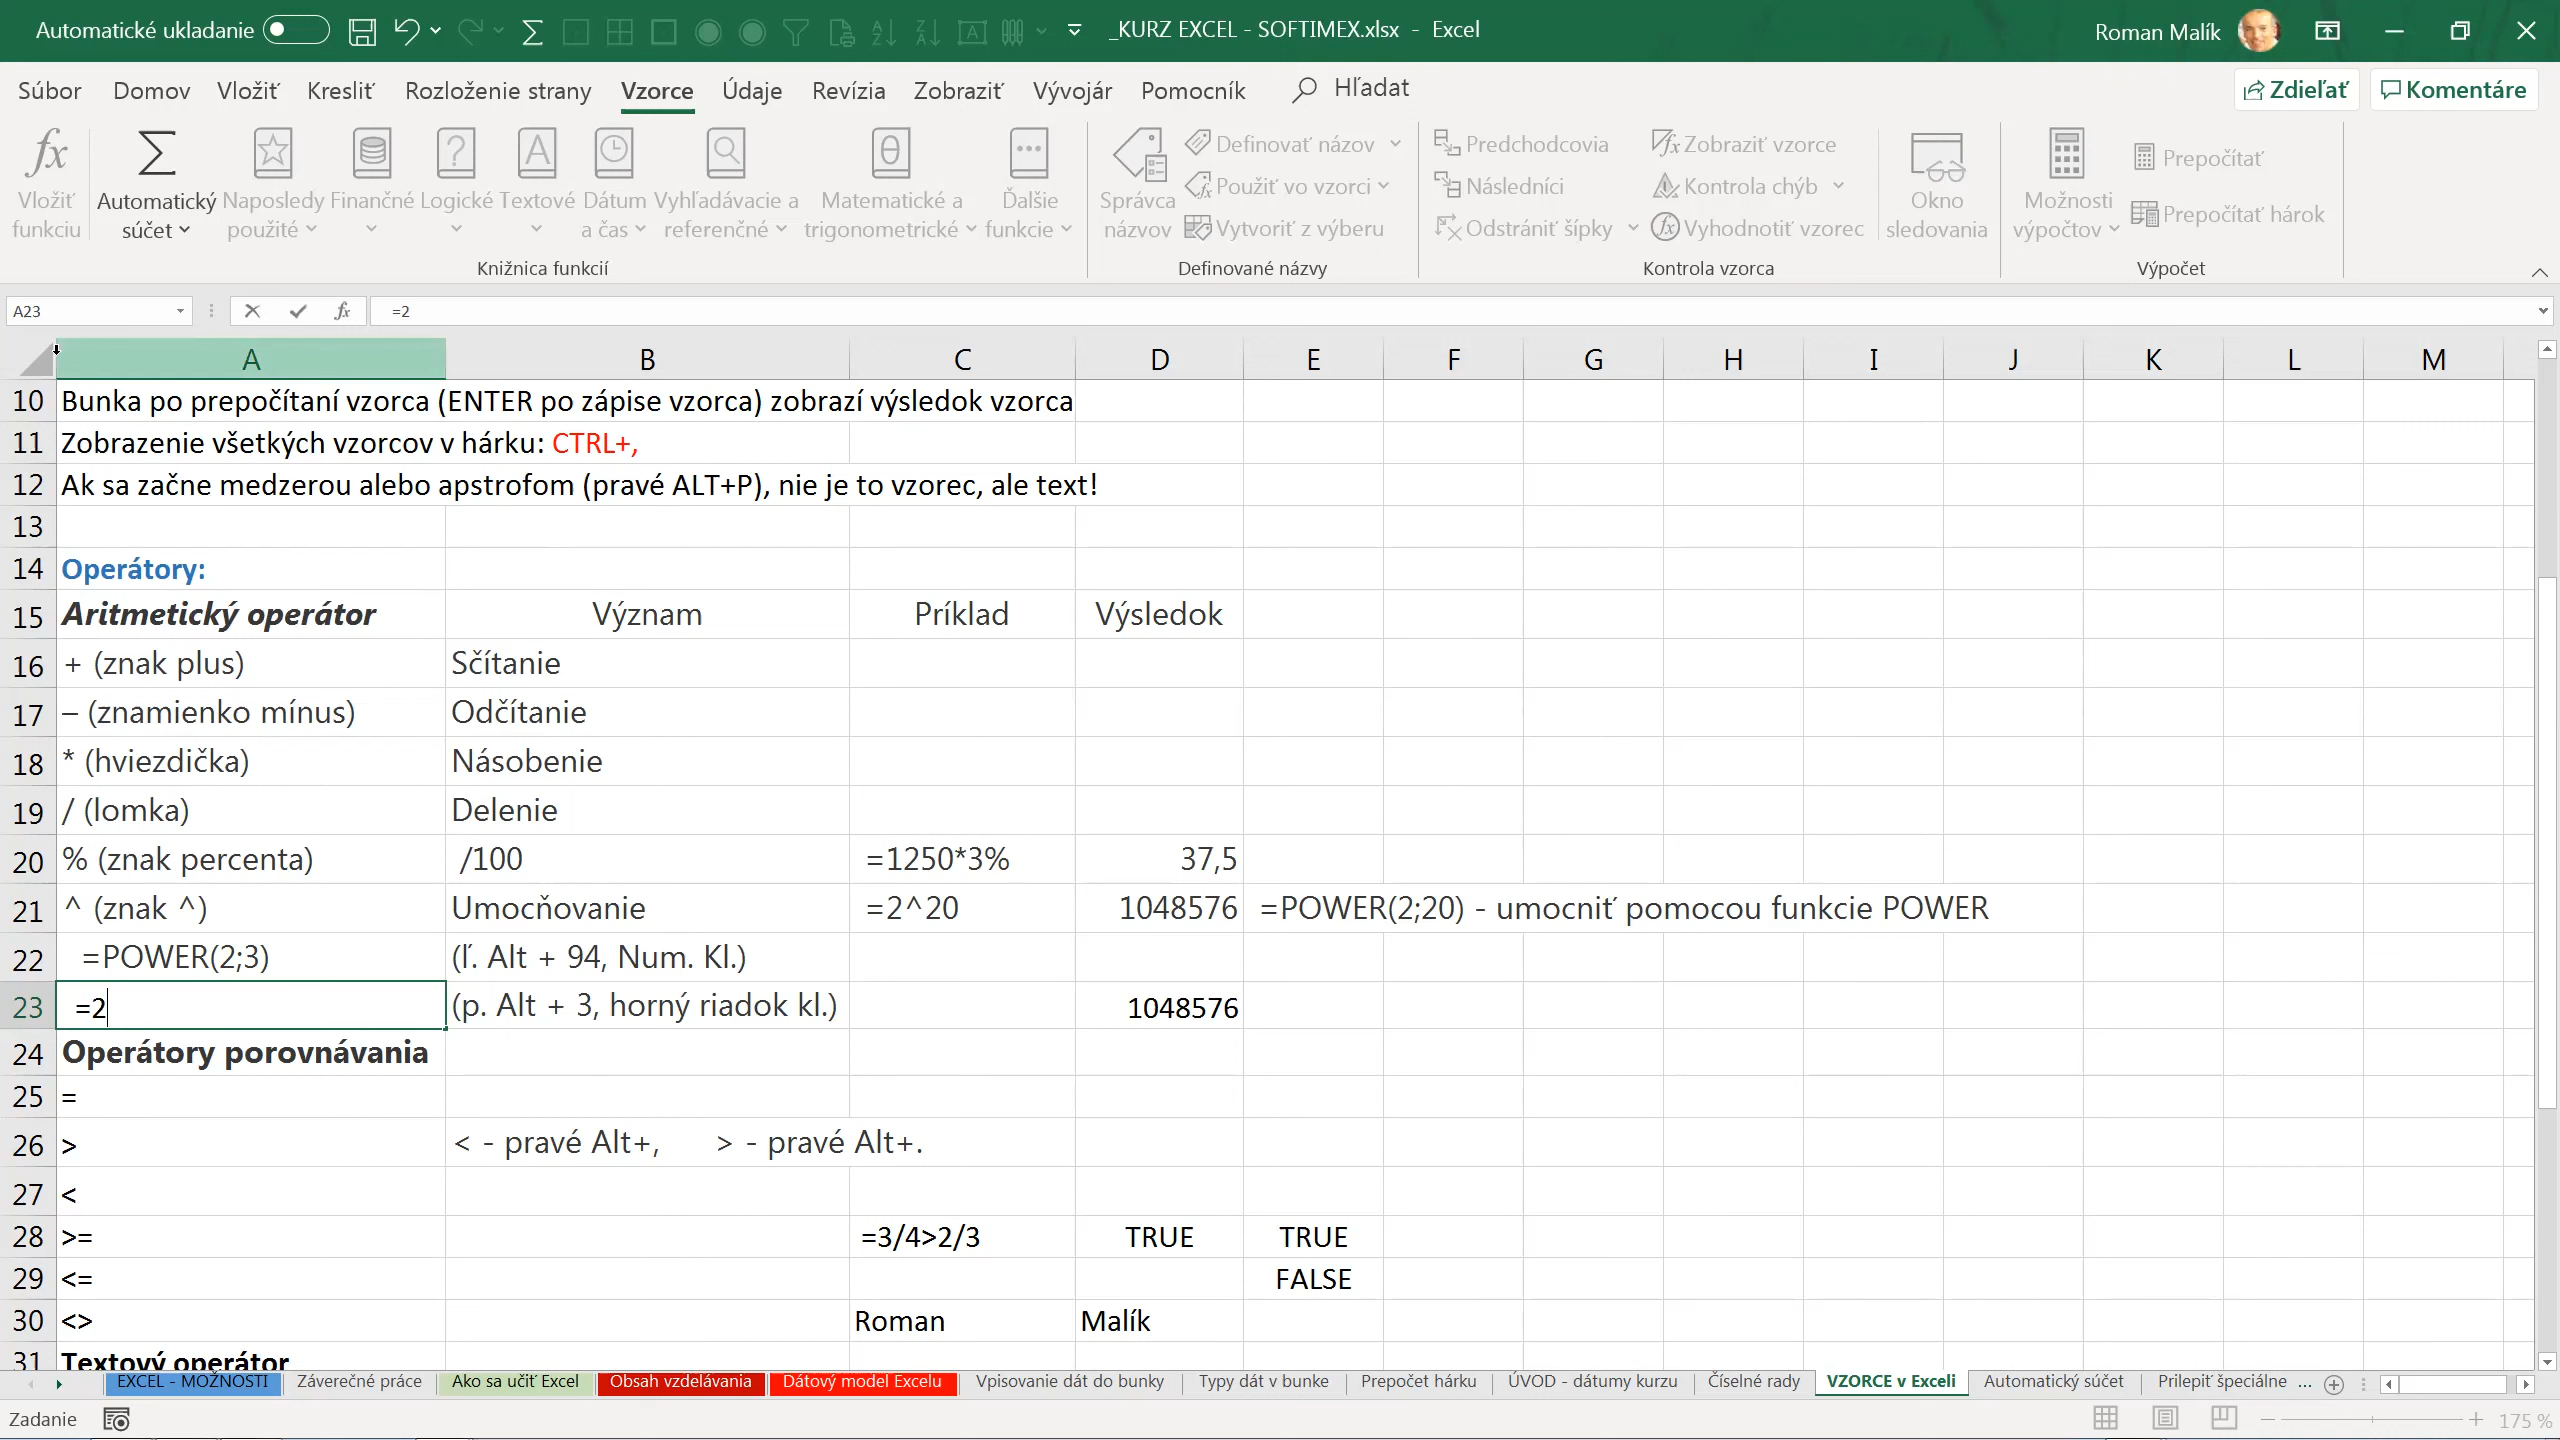 Automatické ukladanie
_KURZ EXCEL - SOFTIMEX.xlsx - Excel
Roman Malík
Súbor Domov Vložiť Kresliť Rozloženie strany Vzorce Údaje Revízia Zobraziť Vývojár Pomocník Hľadať
Zdieľať Komentáre
Vložiť funkciu
Automatický súčet
Naposledy použité
Finančné
Logické
Textové
Dátum a čas
Vyhľadávacie a referenčné
Matematické a trigonometrické
Ďalšie funkcie
Knižnica funkcií
Správca názvov
Definovať názov
Použiť vo vzorci
Vytvoriť z výberu
Definované názvy
Predchodcovia
Následníci
Odstrániť šípky
Zobraziť vzorce
Kontrola chýb
Vyhodnotiť vzorec
Kontrola vzorca
Okno sledovania
Možnosti výpočtov
Prepočítať
Prepočítať hárok
Výpočet
A23 fx =2
A B C D E F G H I J K L M
10 Bunka po prepočítaní vzorca (ENTER po zápise vzorca) zobrazí výsledok vzorca
11 Zobrazenie všetkých vzorcov v hárku: CTRL+,
12 Ak sa začne medzerou alebo apstrofom (pravé ALT+P), nie je to vzorec, ale text!
13
14 Operátory:
15 Aritmetický operátor Význam Príklad Výsledok
16 + (znak plus) Sčítanie
17 – (znamienko mínus) Odčítanie
18 * (hviezdička) Násobenie
19 / (lomka) Delenie
20 % (znak percenta) /100 =1250*3% 37,5
21 ^ (znak ^) Umocňovanie =2^20 1048576 =POWER(2;20) - umocniť pomocou funkcie POWER
22 =POWER(2;3) (ľ. Alt + 94, Num. Kl.)
23 =2 (p. Alt + 3, horný riadok kl.) 1048576
24 Operátory porovnávania
25 =
26 > < - pravé Alt+, > - pravé Alt+.
27 <
28 >= =3/4>2/3 TRUE TRUE
29 <= FALSE
30 <> Roman Malík
31 Textový operátor
EXCEL - MOŽNOSTI Záverečné práce Ako sa učiť Excel Obsah vzdelávania Dátový model Excelu Vpisovanie dát do bunky Typy dát v bunke Prepočet hárku ÚVOD - dátumy kurzu Číselné rady VZORCE v Exceli Automatický súčet Prilepiť špeciálne ...
Zadanie
175 %